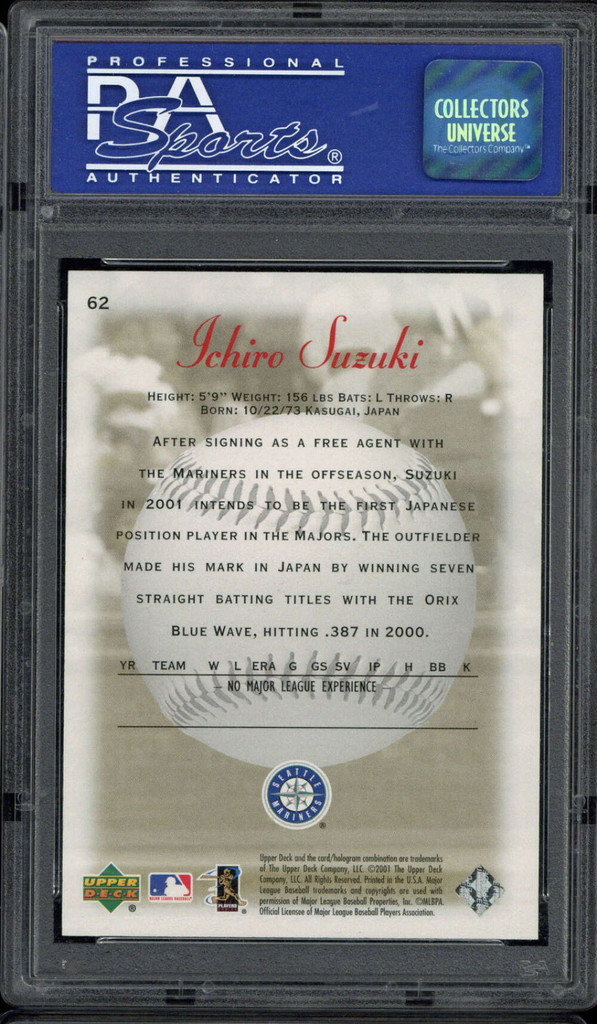 PROFESSIONAL
PSA
Sports®
AUTHENTICATOR
COLLECTORS
UNIVERSE
The Collectors Company™
62
Ichiro Suzuki
HEIGHT: 5'9" WEIGHT: 156 LBS BATS: L THROWS: R
BORN: 10/22/73 KASUGAI, JAPAN
AFTER SIGNING AS A FREE AGENT WITH
THE MARINERS IN THE OFFSEASON, SUZUKI
IN 2001 INTENDS TO BE THE FIRST JAPANESE
POSITION PLAYER IN THE MAJORS. THE OUTFIELDER
MADE HIS MARK IN JAPAN BY WINNING SEVEN
STRAIGHT BATTING TITLES WITH THE ORIX
BLUE WAVE, HITTING .387 IN 2000.
YR TEAM W L ERA G GS SV IP H BB K
- NO MAJOR LEAGUE EXPERIENCE -
SEATTLE
MARINERS
®
Upper Deck and the card/hologram combination are trademarks
of The Upper Deck Company, LLC. ©2001 The Upper Deck
Company, LLC. All Rights Reserved. Printed in the U.S.A. Major
League Baseball trademarks and copyrights are used with
permission of Major League Baseball Properties, Inc. ©MLBPA.
Official Licensee of Major League Baseball Players Association.
UPPER
DECK
®
MAJOR LEAGUE BASEBALL
PLAYERS